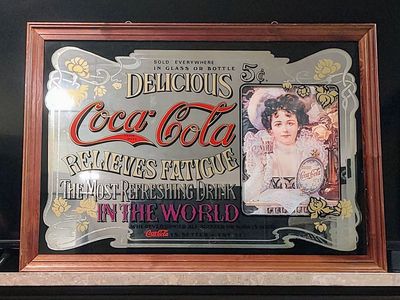 SOLD EVERYWHERE
IN GLASS OR BOTTLE
5¢.
DELICIOUS
Coca-Cola
RELIEVES FATIGUE
THE MOST REFRESHING DRINK
IN THE WORLD
Coca-Cola